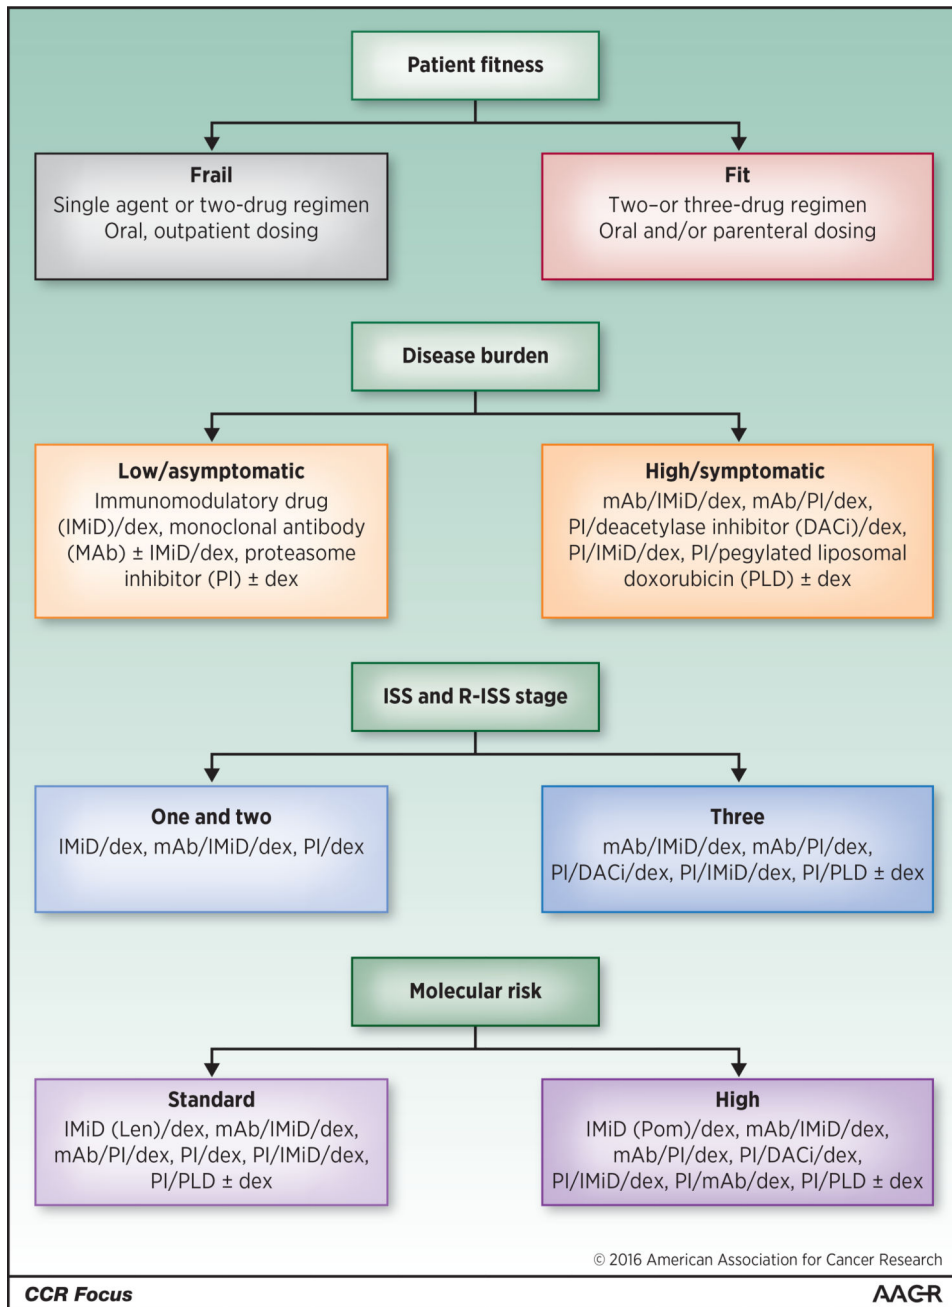 Patient fitness
Frail
Single agent or two-drug regimen
Oral, outpatient dosing
Fit
Two–or three-drug regimen
Oral and/or parenteral dosing
Disease burden
Low/asymptomatic
Immunomodulatory drug
(IMiD)/dex, monoclonal antibody
(MAb) ± IMiD/dex, proteasome
inhibitor (PI) ± dex
High/symptomatic
mAb/IMiD/dex, mAb/PI/dex,
PI/deacetylase inhibitor (DACi)/dex,
PI/IMiD/dex, PI/pegylated liposomal
doxorubicin (PLD) ± dex
ISS and R-ISS stage
One and two
IMiD/dex, mAb/IMiD/dex, PI/dex
Three
mAb/IMiD/dex, mAb/PI/dex,
PI/DACi/dex, PI/IMiD/dex, PI/PLD ± dex
Molecular risk
Standard
IMiD (Len)/dex, mAb/IMiD/dex,
mAb/PI/dex, PI/dex, PI/IMiD/dex,
PI/PLD ± dex
High
IMiD (Pom)/dex, mAb/IMiD/dex,
mAb/PI/dex, PI/DACi/dex,
PI/IMiD/dex, PI/mAb/dex, PI/PLD ± dex
© 2016 American Association for Cancer Research
CCR Focus
AACR